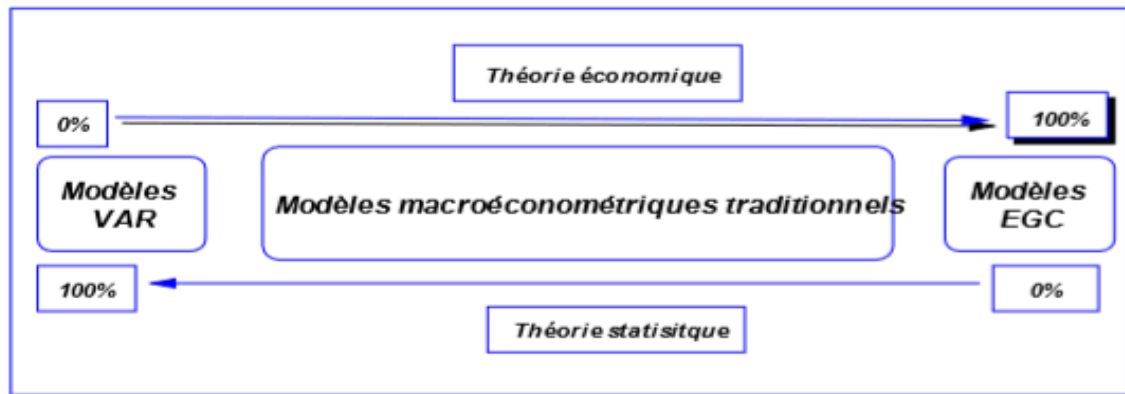 Théorie économique
0%
100%
Modèles
VAR
Modèles macroéconométriques traditionnels
Modèles
EGC
100%
0%
Théorie statisitque